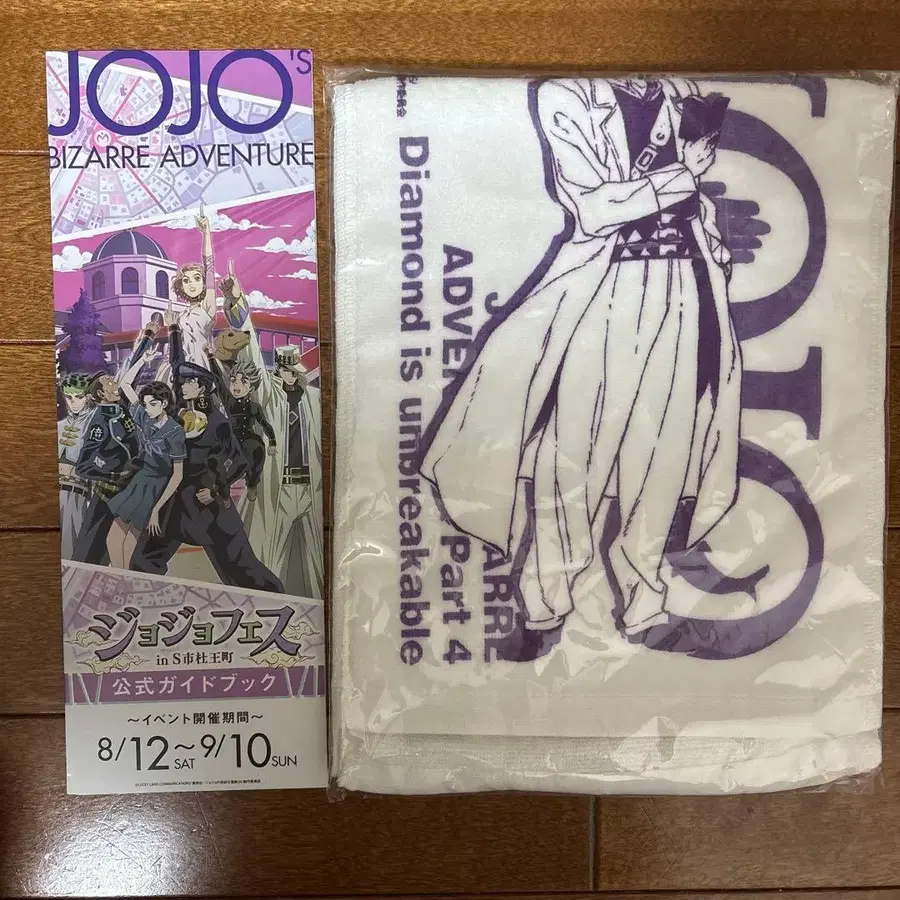 JOJO'S
BIZARRE ADVENTURE
ジョジョフェス
in S市杜王町
公式ガイドブック
～イベント開催期間～
8/12 SAT ～ 9/10 SUN
ADVE
ARRE
Part 4
Diamond is unbreakable